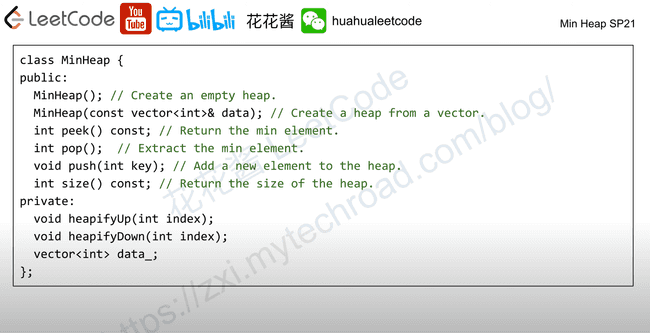 LeetCode You Tube bilibili 花花酱 huahualeetcode Min Heap SP21
class MinHeap {
public:
  MinHeap(); // Create an empty heap.
  MinHeap(const vector<int>& data); // Create a heap from a vector.
  int peek() const; // Return the min element.
  int pop();  // Extract the min element.
  void push(int key); // Add a new element to the heap.
  int size() const; // Return the size of the heap.
private:
  void heapifyUp(int index);
  void heapifyDown(int index);
  vector<int> data_;
};
花花酱 LeetCode
https://zxi.mytechroad.com/blog/